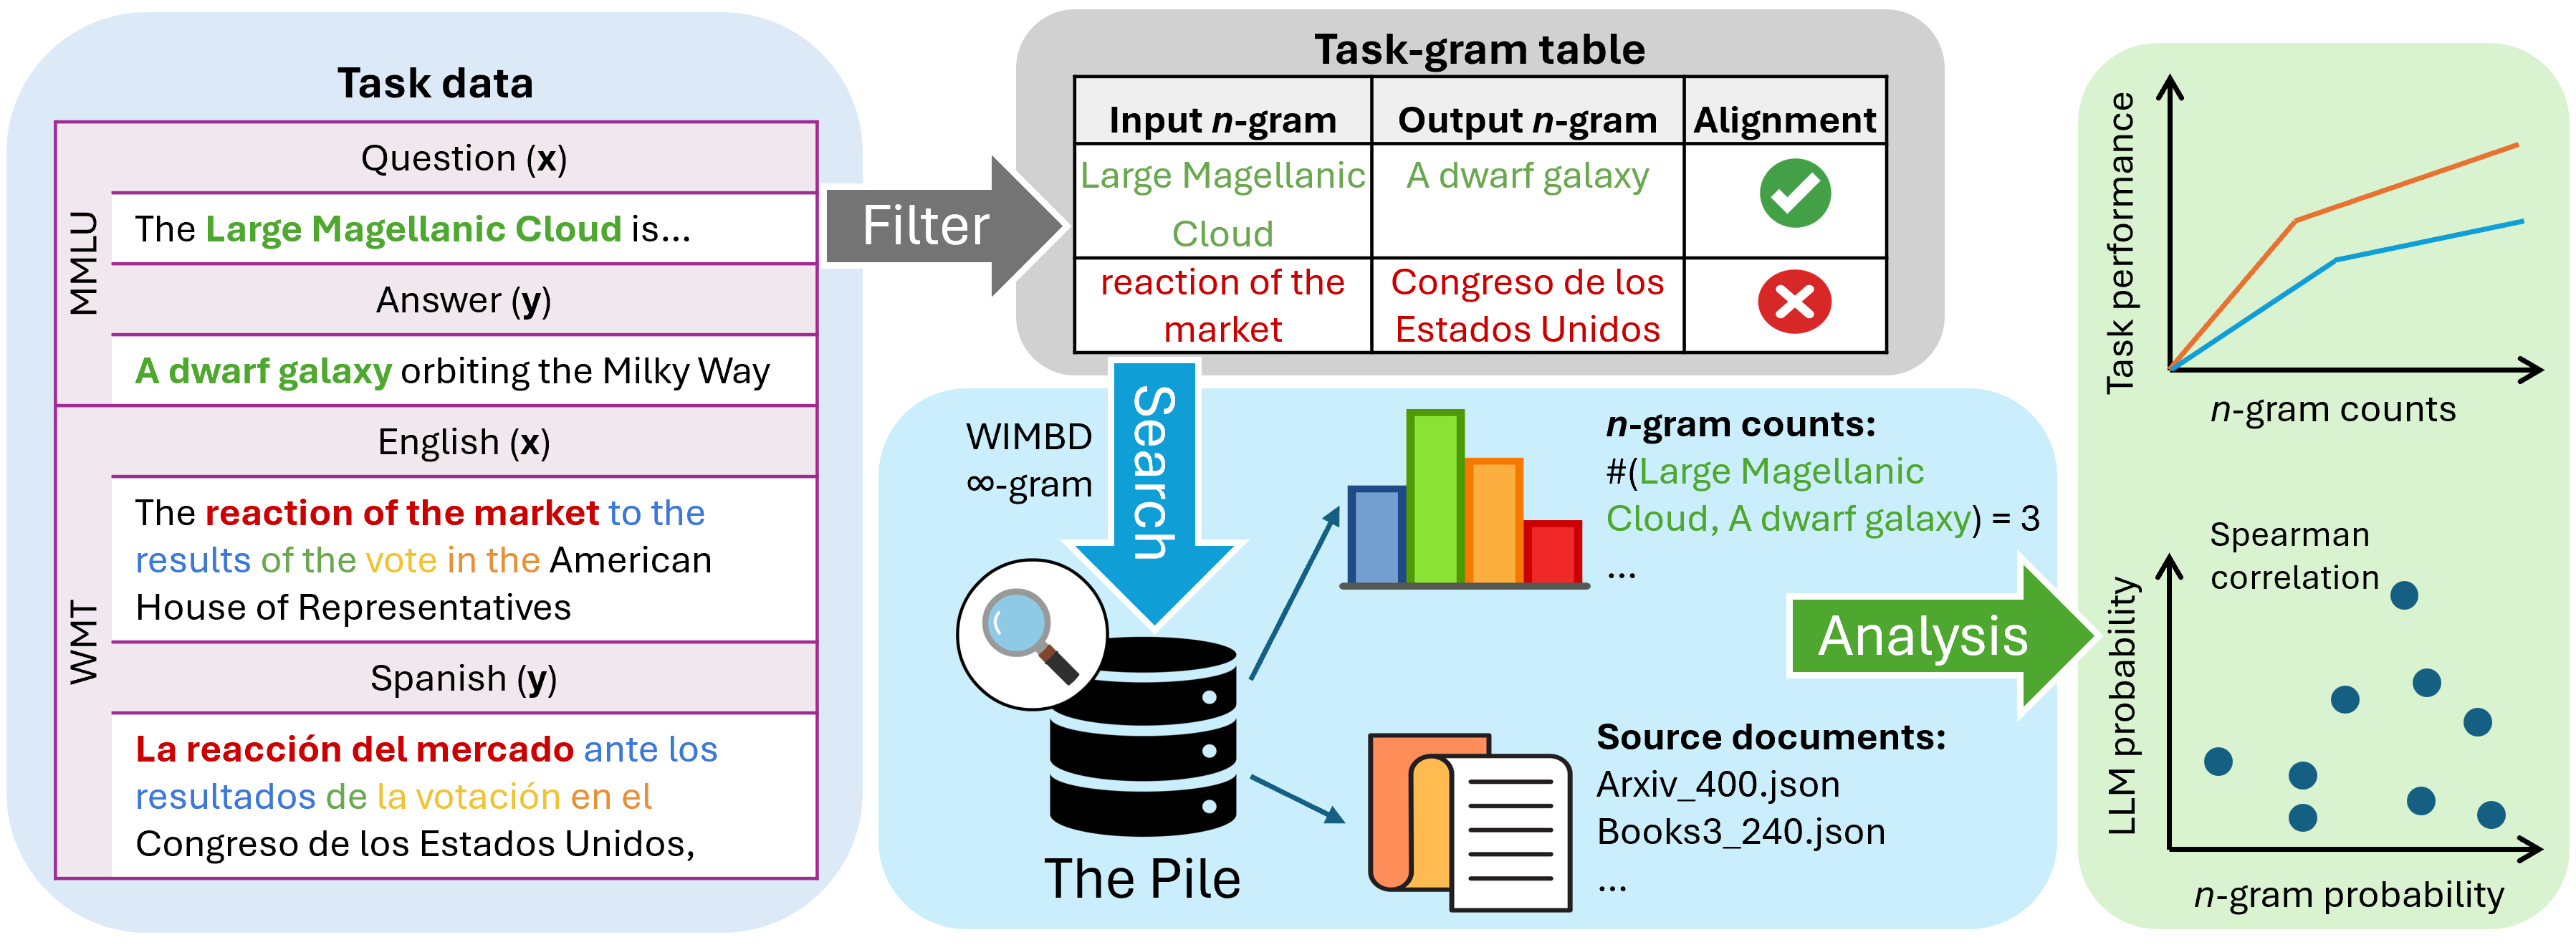 Task data
MMLU
Question (x)
The Large Magellanic Cloud is...
Answer (y)
A dwarf galaxy orbiting the Milky Way
WMT
English (x)
The reaction of the market to the
results of the vote in the American
House of Representatives
Spanish (y)
La reacción del mercado ante los
resultados de la votación en el
Congreso de los Estados Unidos,
Filter
Task-gram table
Input n-gram
Output n-gram
Alignment
Large Magellanic
Cloud
A dwarf galaxy
reaction of the
market
Congreso de los
Estados Unidos
Search
WIMBD
∞-gram
The Pile
n-gram counts:
#(Large Magellanic
Cloud, A dwarf galaxy) = 3
...
Source documents:
Arxiv_400.json
Books3_240.json
...
Analysis
Task performance
n-gram counts
Spearman
correlation
LLM probability
n-gram probability